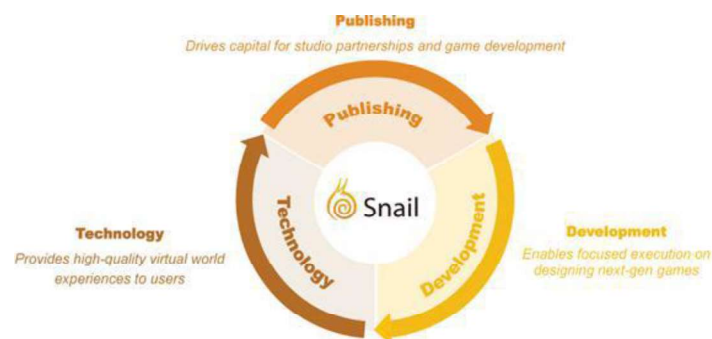 Publishing
Drives capital for studio partnerships and game development
Publishing
Technology
Snail
Development
Technology
Provides high-quality virtual world
experiences to users
Development
Enables focused execution on
designing next-gen games